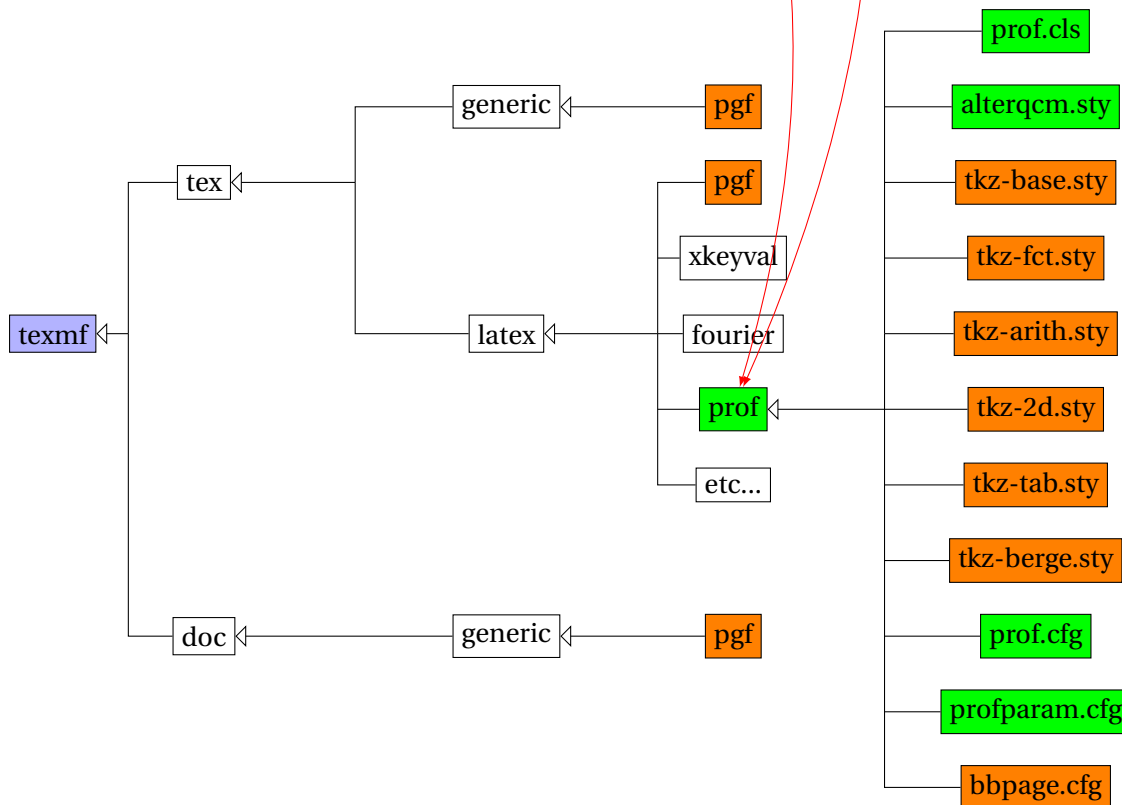 prof.cls
generic
pgf
alterqcm.sty
tex
pgf
tkz-base.sty
xkeyval
tkz-fct.sty
texmf
latex
fourier
tkz-arith.sty
prof
tkz-2d.sty
etc...
tkz-tab.sty
tkz-berge.sty
doc
generic
pgf
prof.cfg
profparam.cfg
bbpage.cfg